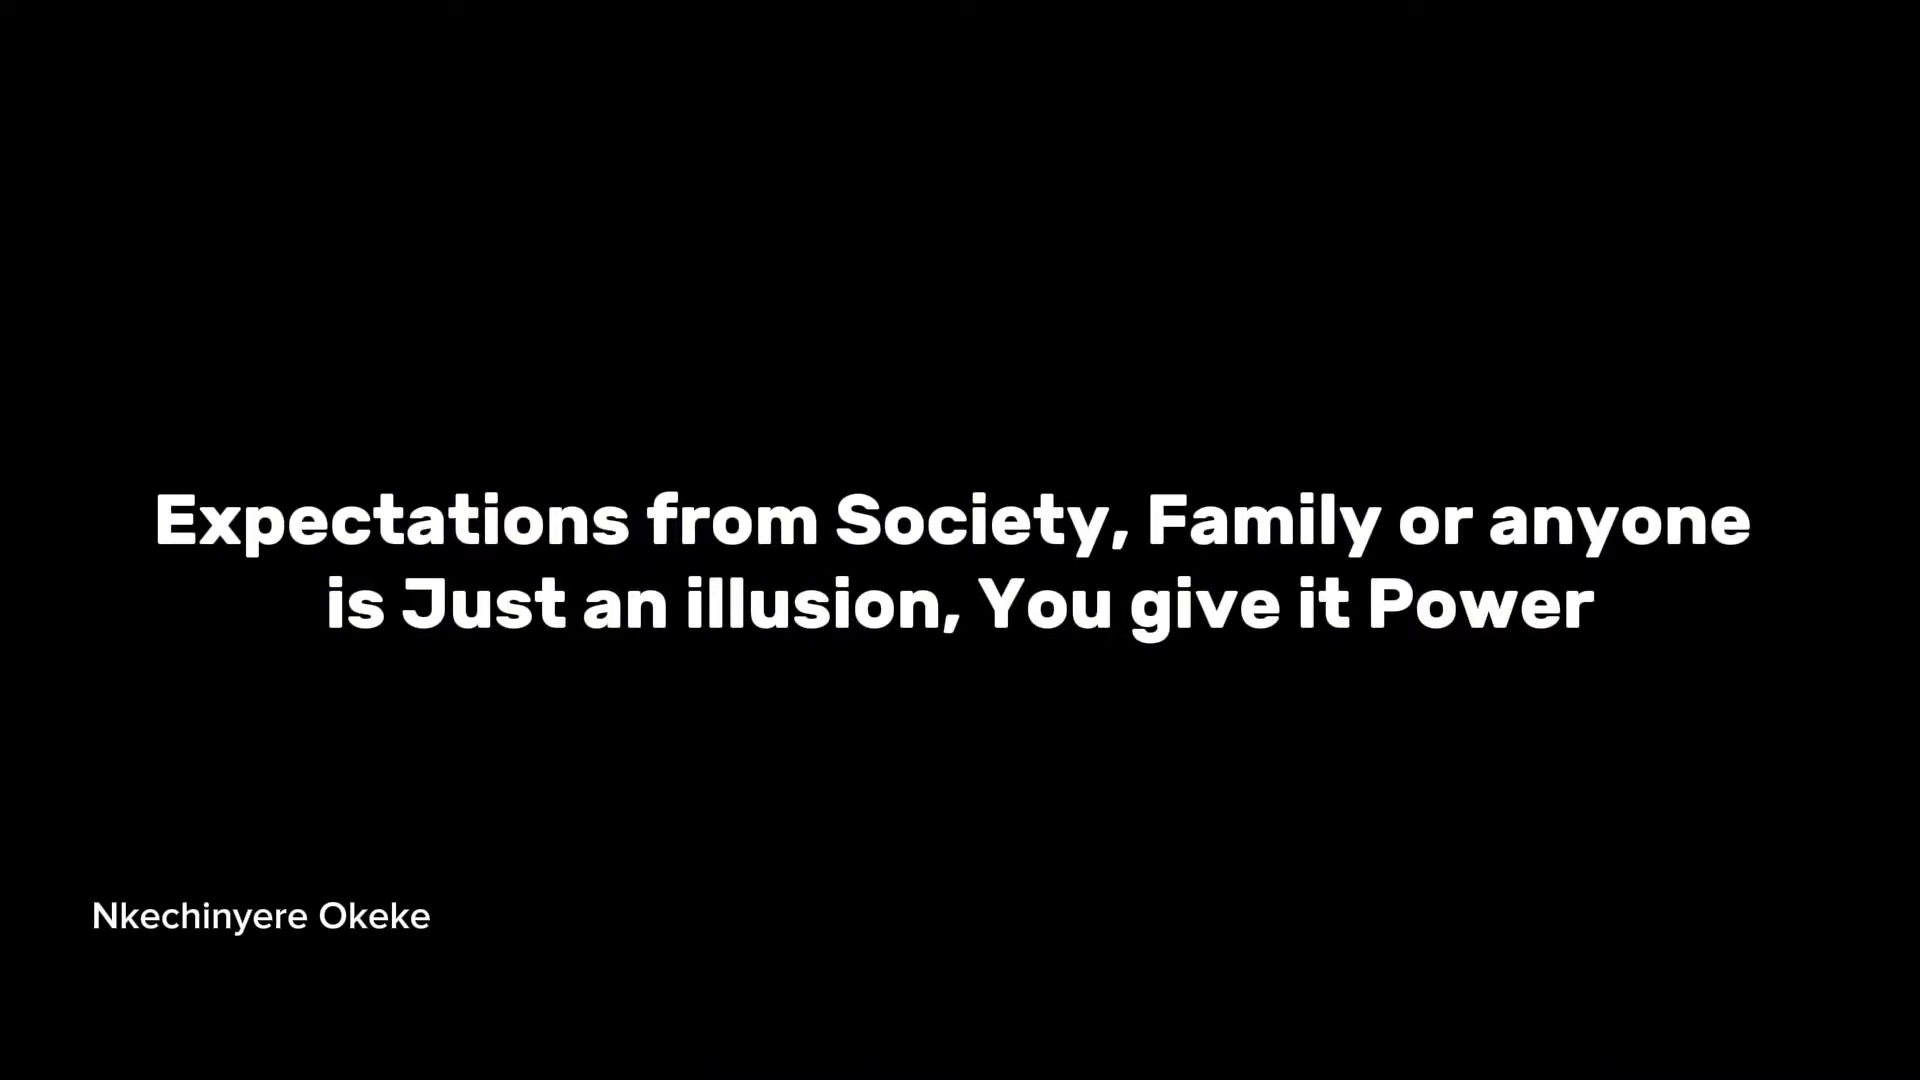 Expectations from Society, Family or anyone
is Just an illusion, You give it Power
Nkechinyere Okeke